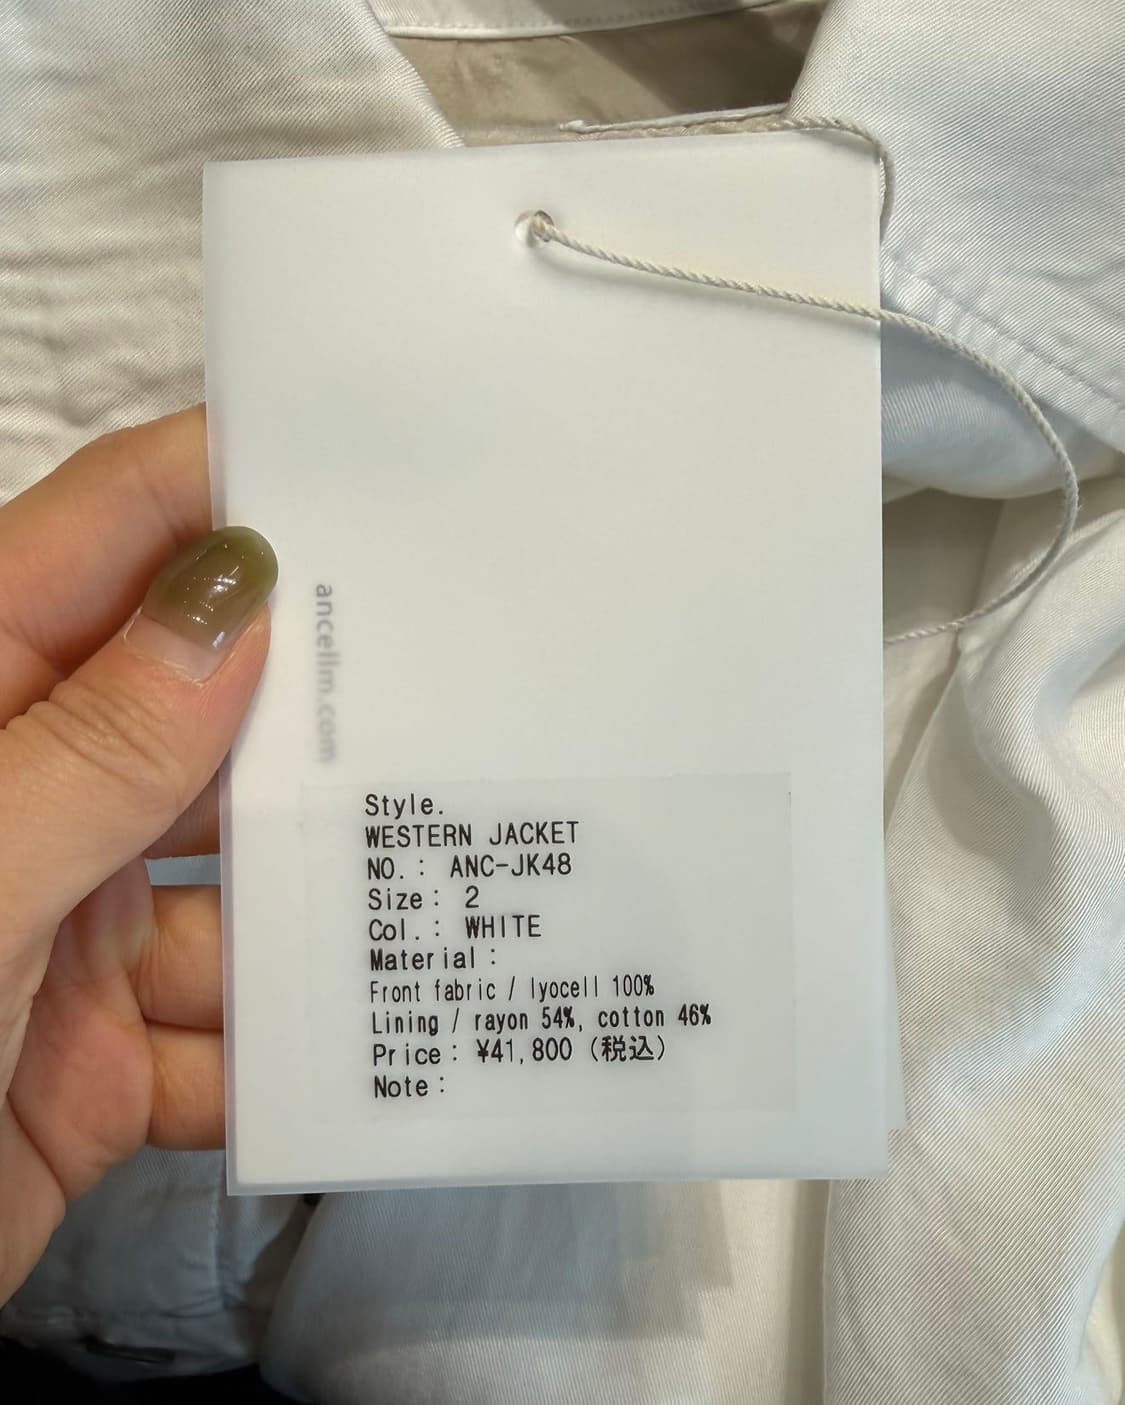 ancellm.com
Style.
WESTERN JACKET
NO.: ANC-JK48
Size: 2
Col.: WHITE
Material:
Front fabric / lyocell 100%
Lining / rayon 54%, cotton 46%
Price: ¥41,800 (税込)
Note: